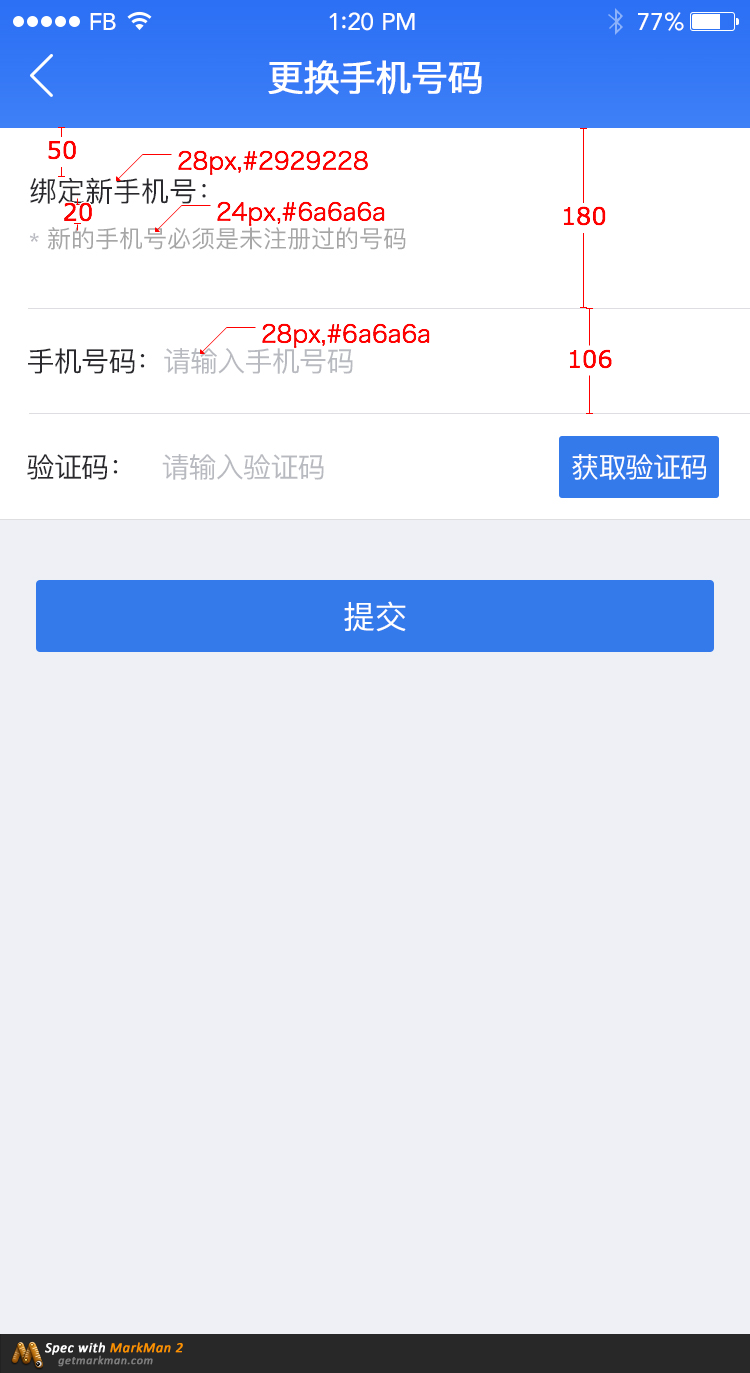 FB 1:20 PM 77%
更换手机号码
50
28px,#2929228
绑定新手机号：
20
24px,#6a6a6a
180
* 新的手机号必须是未注册过的号码
28px,#6a6a6a
手机号码： 请输入手机号码
106
验证码： 请输入验证码 获取验证码
提交
Spec with MarkMan 2
getmarkman.com